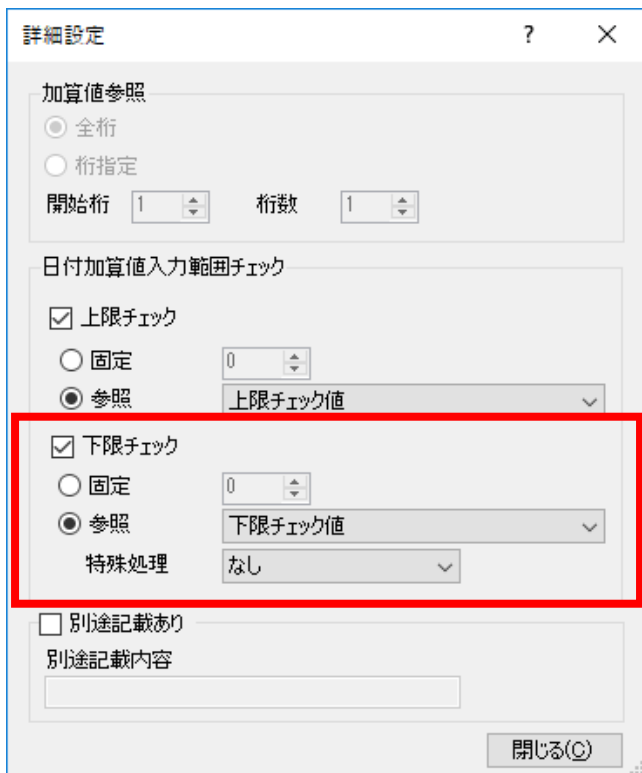 詳細設定 ? ×
加算値参照
全桁
桁指定
開始桁 1 桁数 1
日付加算値入力範囲チェック
上限チェック
固定 0
参照 上限チェック値
下限チェック
固定 0
参照 下限チェック値
特殊処理 なし
別途記載あり
別途記載内容
閉じる(C)